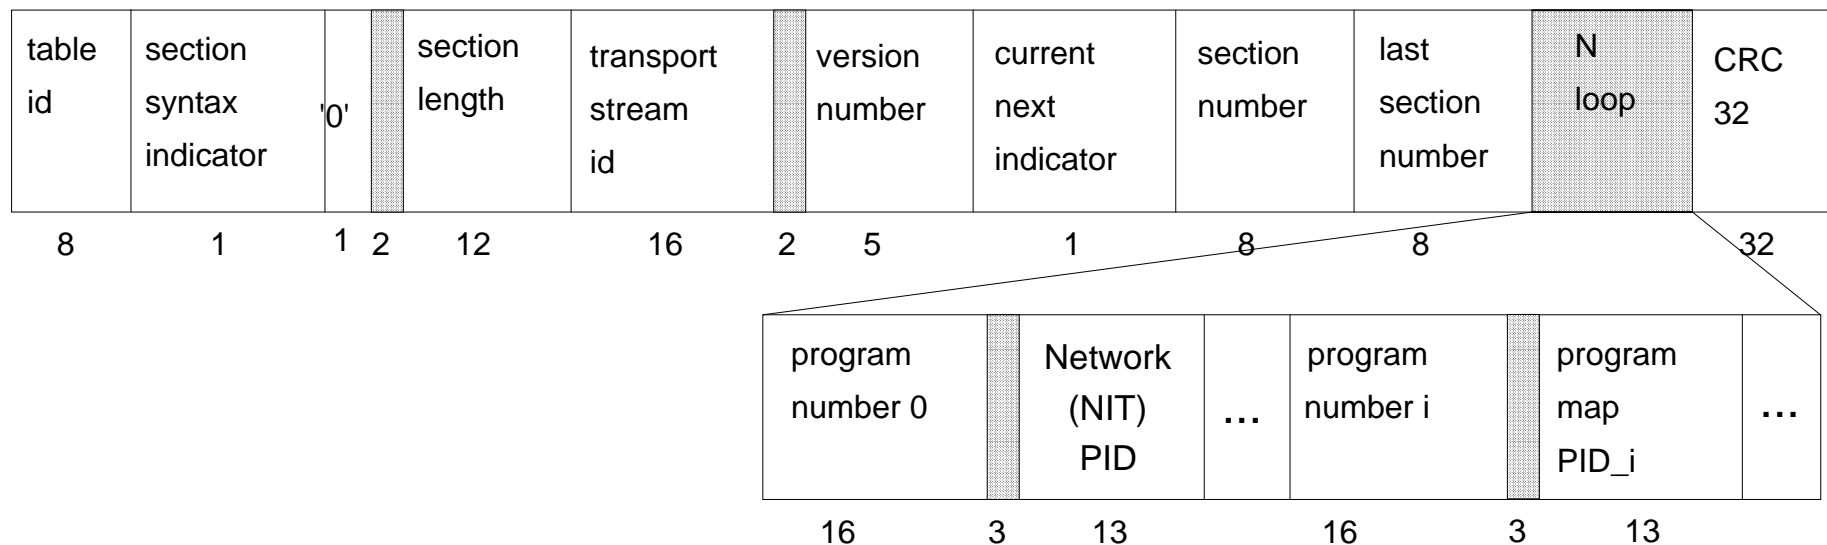 table
id
section
syntax
indicator
'0'
section
length
transport
stream
id
version
number
current
next
indicator
section
number
last
section
number
N
loop
CRC
32
8
1
1
2
12
16
2
5
1
8
8
32
program
number 0
Network
(NIT)
PID
...
program
number i
program
map
PID_i
...
16
3
13
16
3
13